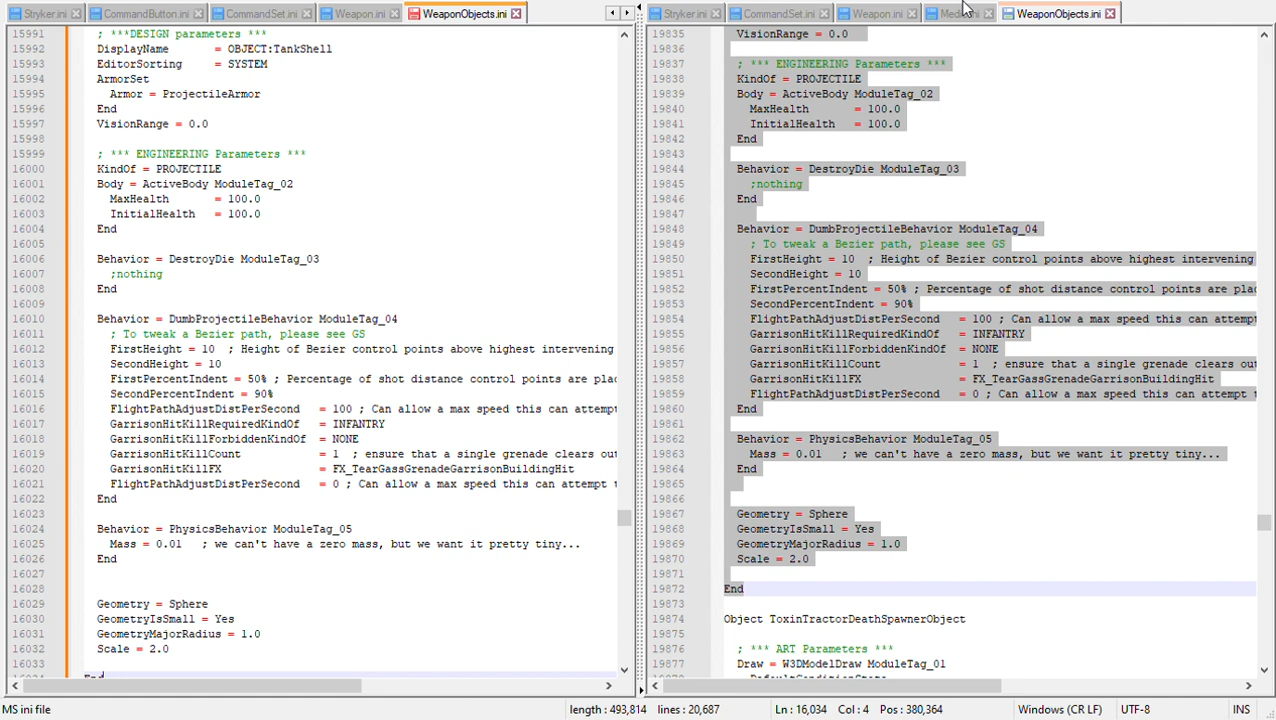 Stryker.ini CommandButton.ini CommandSet.ini Weapon.ini WeaponObjects.ini
15991 ; ***DESIGN parameters ***
15992 DisplayName = OBJECT:TankShell
15993 EditorSorting = SYSTEM
15994 ArmorSet
15995 Armor = ProjectileArmor
15996 End
15997 VisionRange = 0.0
15998
15999 ; *** ENGINEERING Parameters ***
16000 KindOf = PROJECTILE
16001 Body = ActiveBody ModuleTag_02
16002 MaxHealth = 100.0
16003 InitialHealth = 100.0
16004 End
16005
16006 Behavior = DestroyDie ModuleTag_03
16007 ;nothing
16008 End
16009
16010 Behavior = DumbProjectileBehavior ModuleTag_04
16011 ; To tweak a Bezier path, please see GS
16012 FirstHeight = 10 ; Height of Bezier control points above highest intervening
16013 SecondHeight = 10
16014 FirstPercentIndent = 50% ; Percentage of shot distance control points are plac
16015 SecondPercentIndent = 90%
16016 FlightPathAdjustDistPerSecond = 100 ; Can allow a max speed this can attempt
16017 GarrisonHitKillRequiredKindOf = INFANTRY
16018 GarrisonHitKillForbiddenKindOf = NONE
16019 GarrisonHitKillCount = 1 ; ensure that a single grenade clears out
16020 GarrisonHitKillFX = FX_TearGassGrenadeGarrisonBuildingHit
16021 FlightPathAdjustDistPerSecond = 0 ; Can allow a max speed this can attempt t
16022 End
16023
16024 Behavior = PhysicsBehavior ModuleTag_05
16025 Mass = 0.01 ; we can't have a zero mass, but we want it pretty tiny...
16026 End
16027
16028
16029 Geometry = Sphere
16030 GeometryIsSmall = Yes
16031 GeometryMajorRadius = 1.0
16032 Scale = 2.0
16033
16034 End
Stryker.ini CommandSet.ini Weapon.ini WeaponObjects.ini
19835 VisionRange = 0.0
19836
19837 ; *** ENGINEERING Parameters ***
19838 KindOf = PROJECTILE
19839 Body = ActiveBody ModuleTag_02
19840 MaxHealth = 100.0
19841 InitialHealth = 100.0
19842 End
19843
19844 Behavior = DestroyDie ModuleTag_03
19845 ;nothing
19846 End
19847
19848 Behavior = DumbProjectileBehavior ModuleTag_04
19849 ; To tweak a Bezier path, please see GS
19850 FirstHeight = 10 ; Height of Bezier control points above highest intervening
19851 SecondHeight = 10
19852 FirstPercentIndent = 50% ; Percentage of shot distance control points are plac
19853 SecondPercentIndent = 90%
19854 FlightPathAdjustDistPerSecond = 100 ; Can allow a max speed this can attempt
19855 GarrisonHitKillRequiredKindOf = INFANTRY
19856 GarrisonHitKillForbiddenKindOf = NONE
19857 GarrisonHitKillCount = 1 ; ensure that a single grenade clears out
19858 GarrisonHitKillFX = FX_TearGassGrenadeGarrisonBuildingHit
19859 FlightPathAdjustDistPerSecond = 0 ; Can allow a max speed this can attempt t
19860 End
19861
19862 Behavior = PhysicsBehavior ModuleTag_05
19863 Mass = 0.01 ; we can't have a zero mass, but we want it pretty tiny...
19864 End
19865
19866
19867 Geometry = Sphere
19868 GeometryIsSmall = Yes
19869 GeometryMajorRadius = 1.0
19870 Scale = 2.0
19871
19872 End
19873
19874 Object ToxinTractorDeathSpawnerObject
19875
19876 ; *** ART Parameters ***
19877 Draw = W3DModelDraw ModuleTag_01
MS ini file length : 493,814 lines : 20,687 Ln : 16,034 Col : 4 Pos : 380,364 Windows (CR LF) UTF-8 INS